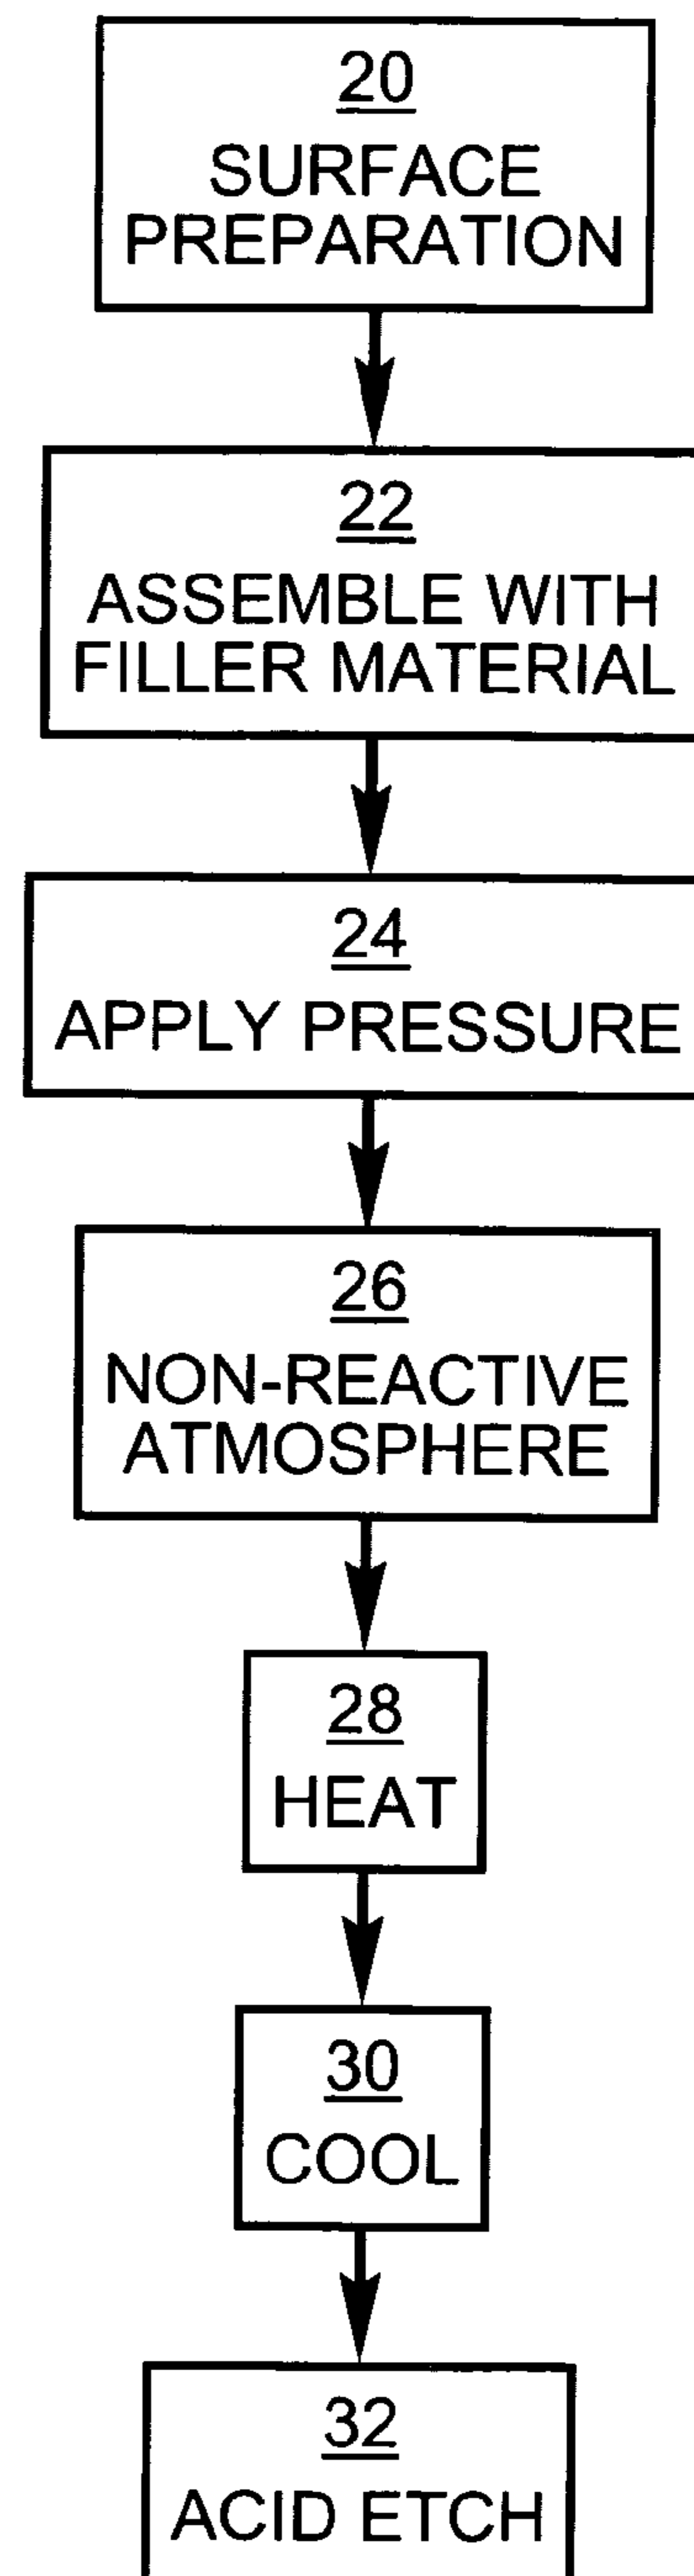 20
SURFACE
PREPARATION
22
ASSEMBLE WITH
FILLER MATERIAL
24
APPLY PRESSURE
26
NON-REACTIVE
ATMOSPHERE
28
HEAT
30
COOL
32
ACID ETCH